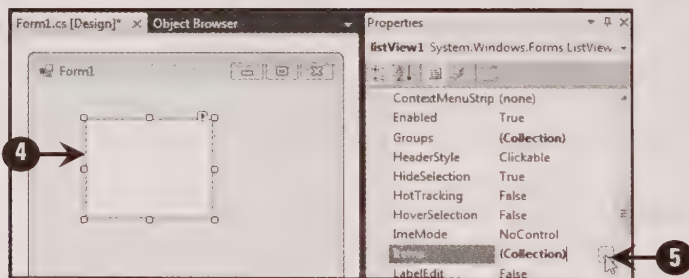 Form1.cs [Design]* × Object Browser
Form1
4
Properties
listView1 System.Windows.Forms.ListView
ContextMenuStrip (none)
Enabled True
Groups (Collection)
HeaderStyle Clickable
HideSelection True
HotTracking False
HoverSelection False
ImeMode NoControl
(Collection)
5
LabelEdit False